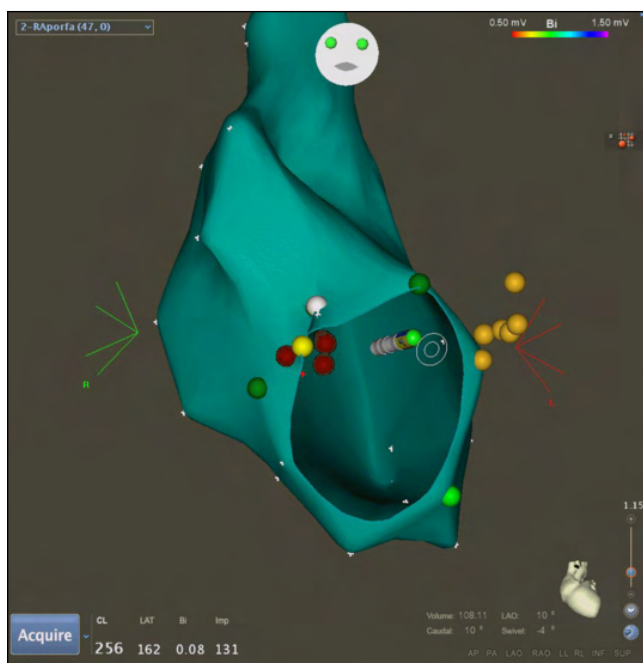 2-RAporfa (47, 0)
0.50 mV Bi 1.50 mV
R
L
1.15
Acquire
CL LAT Bi Imp
256 162 0.08 131
Volume: 108.11 LAO: 10 °
Caudal: 10 ° Swivel: -4 °
AP PA LAO RAO LL RL INF SUP